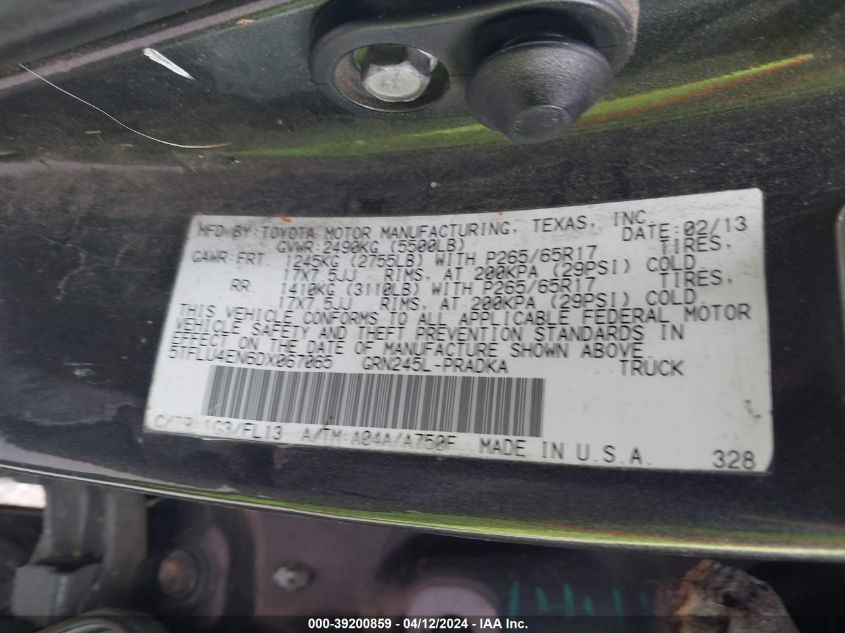 MFD BY: TOYOTA MOTOR MANUFACTURING, TEXAS, INC.
GVWR: 2490KG (5500LB) DATE: 02/13
GAWR: FRT 1245KG (2755LB) WITH P265/65R17 TIRES,
17X7.5JJ RIMS, AT 200KPA (29PSI) COLD
RR 1410KG (3110LB) WITH P265/65R17 TIRES,
17X7.5JJ RIMS, AT 200KPA (29PSI) COLD
THIS VEHICLE CONFORMS TO ALL APPLICABLE FEDERAL MOTOR
VEHICLE SAFETY AND THEFT PREVENTION STANDARDS IN
EFFECT ON THE DATE OF MANUFACTURE SHOWN ABOVE
5TFLU4EN6DX067065 GRN245L-PRADKA TRUCK
C/TR: 1G3/FL13 A/TM: A04A/A750F MADE IN U.S.A.
328
000-39200859 - 04/12/2024 - IAA Inc.